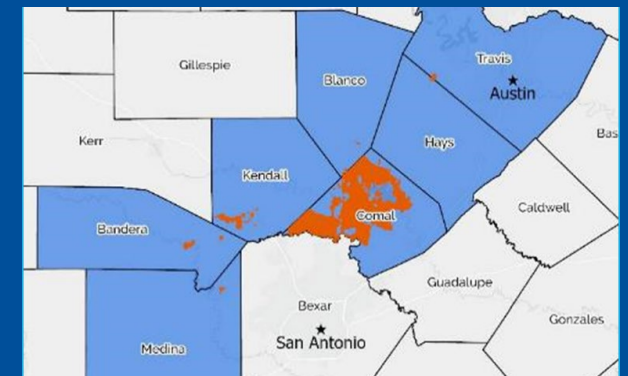 Travis
Gillespie
Blanco
Austin
Bas
Kerr
Hays
Kendall
Caldwell
Comal
Bandera
Guadalupe
Bexar
Gonzales
San Antonio
Medina